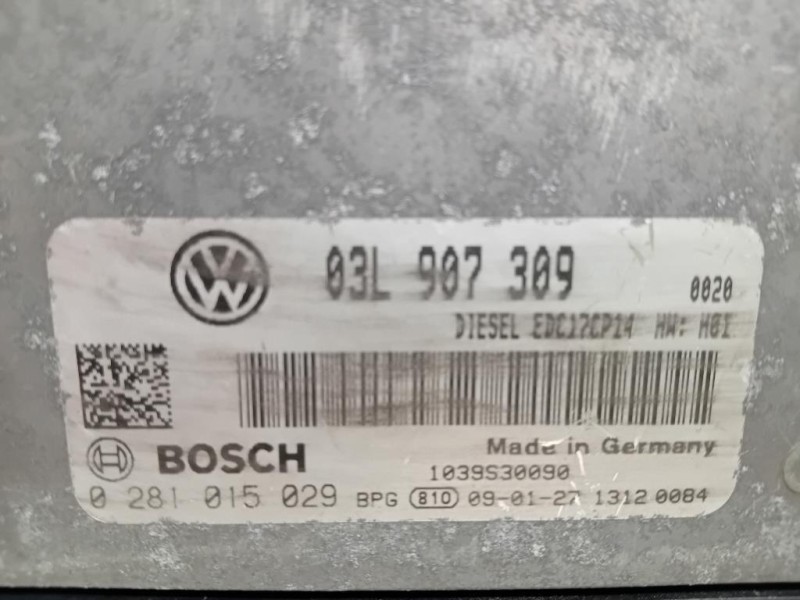 03L 907 309
0020
DIESEL EDC17CP14 HW: H01
BOSCH
Made in Germany
1039S30090
0 281 015 029 BPG 810 09-01-27 1312 0084